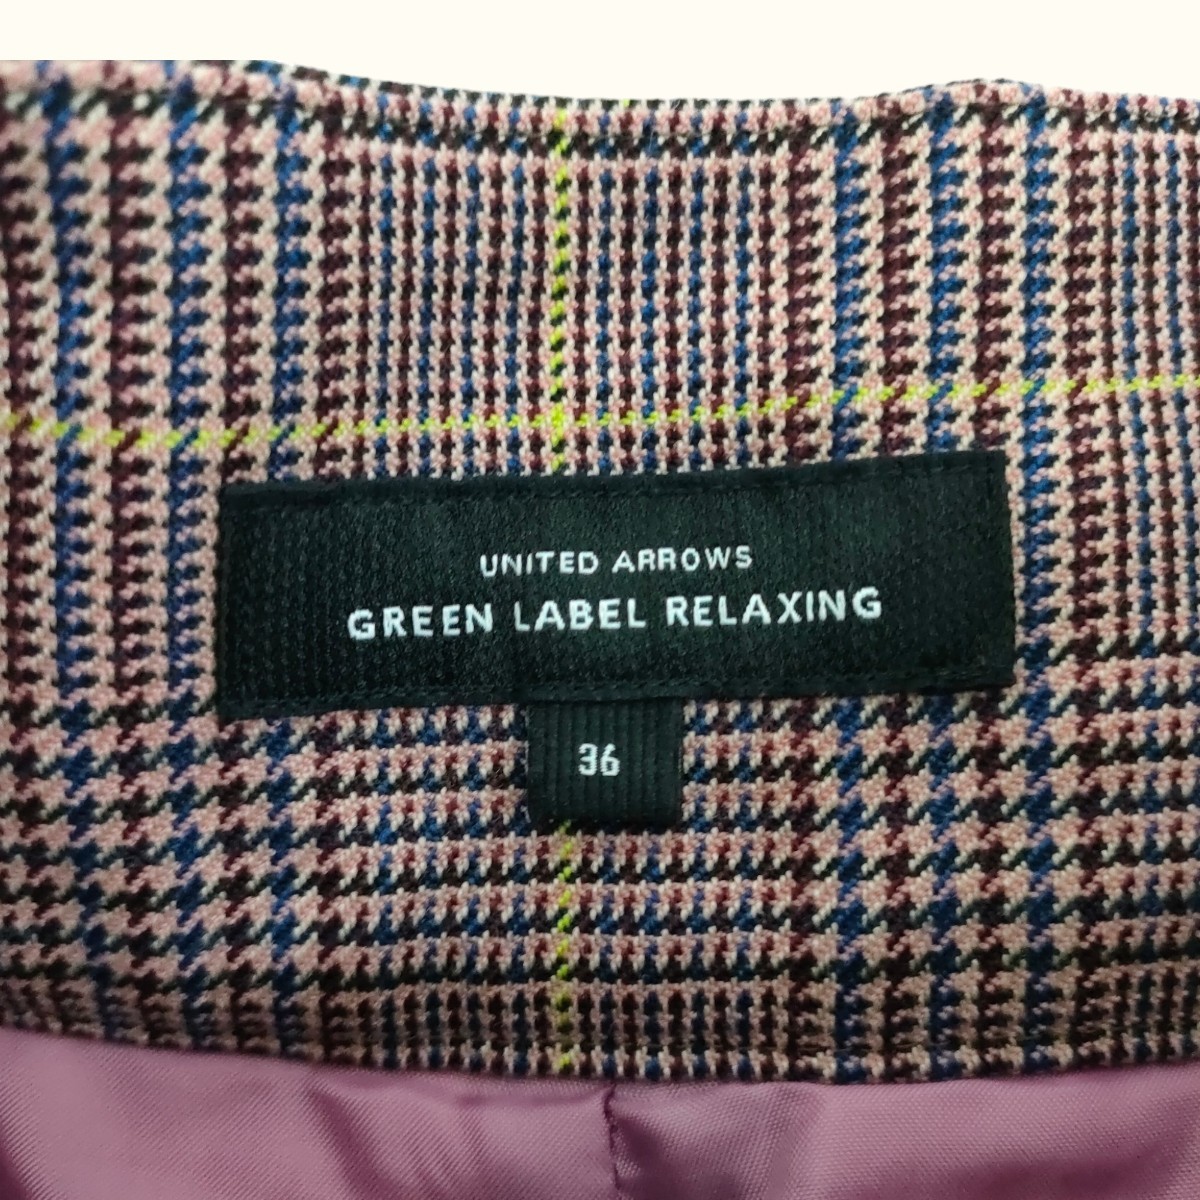 UNITED ARROWS
GREEN LABEL RELAXING
36